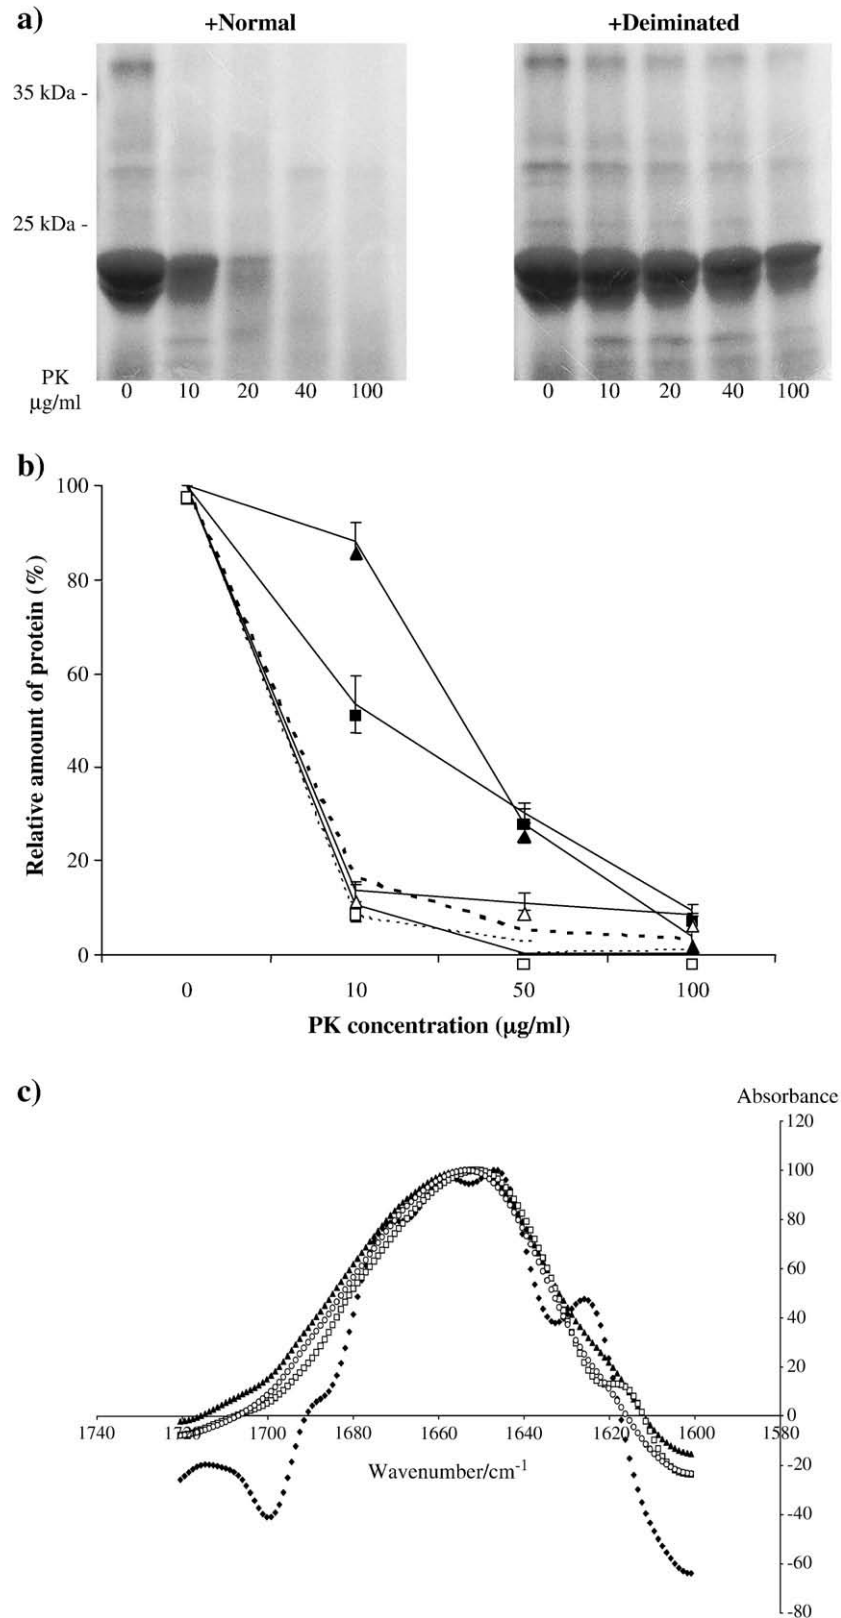 a)
+Normal
+Deiminated
35 kDa -
25 kDa -
PK
µg/ml
0 10 20 40 100
0 10 20 40 100
b)
Relative amount of protein (%)
100
80
60
40
20
0
0 10 50 100
PK concentration (µg/ml)
c)
Absorbance
120
100
80
60
40
20
0
-20
-40
-60
-80
1740 1720 1700 1680 1660 1640 1620 1600 1580
Wavenumber/cm-1